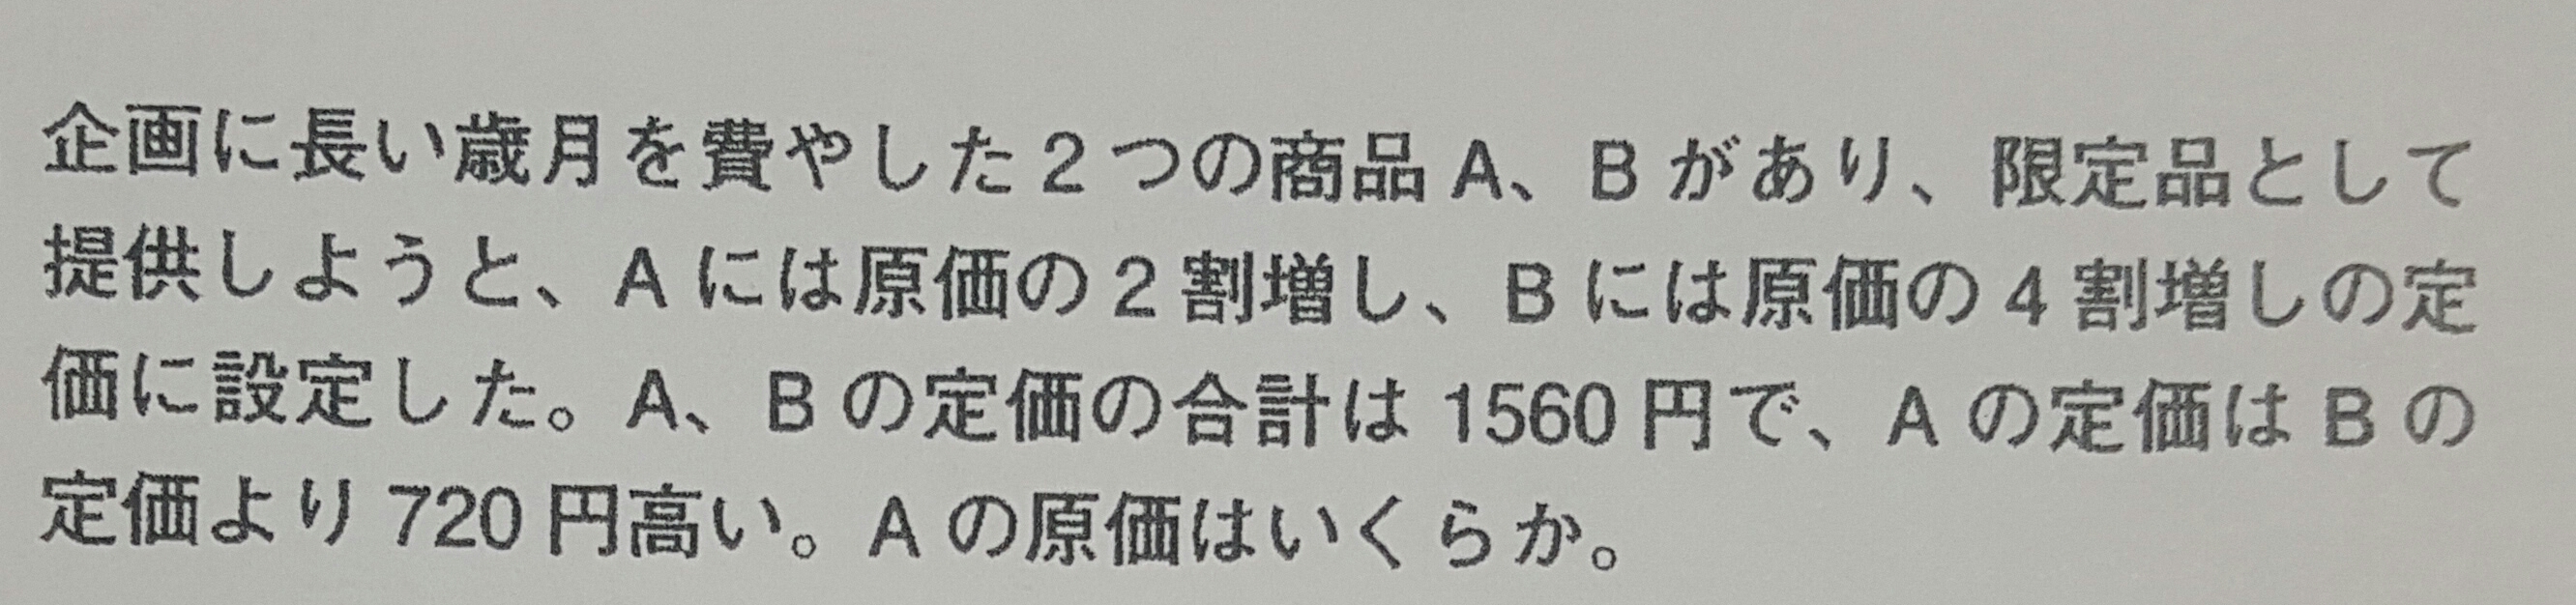 企画に長い歳月を費やした2つの商品A、Bがあり、限定品として
提供しようと、Aには原価の2割増し、Bには原価の4割増しの定
価に設定した。A、Bの定価の合計は1560円で、Aの定価はBの
定価より720円高い。Aの原価はいくらか。